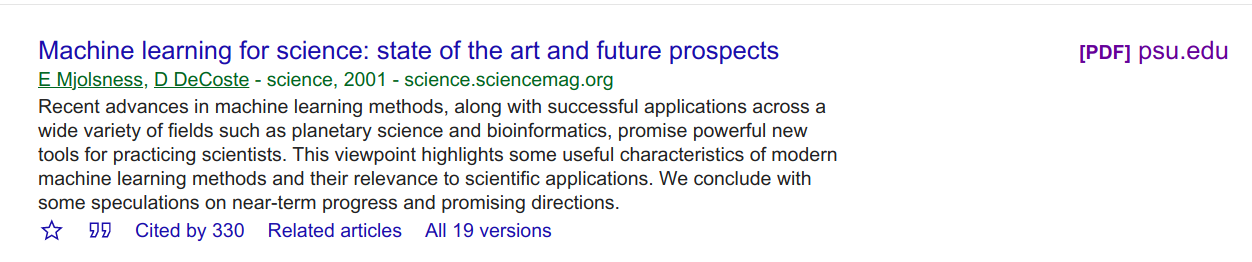 Machine learning for science: state of the art and future prospects
[PDF] psu.edu
E Mjolsness, D DeCoste - science, 2001 - science.sciencemag.org
Recent advances in machine learning methods, along with successful applications across a
wide variety of fields such as planetary science and bioinformatics, promise powerful new
tools for practicing scientists. This viewpoint highlights some useful characteristics of modern
machine learning methods and their relevance to scientific applications. We conclude with
some speculations on near-term progress and promising directions.
Cited by 330 Related articles All 19 versions